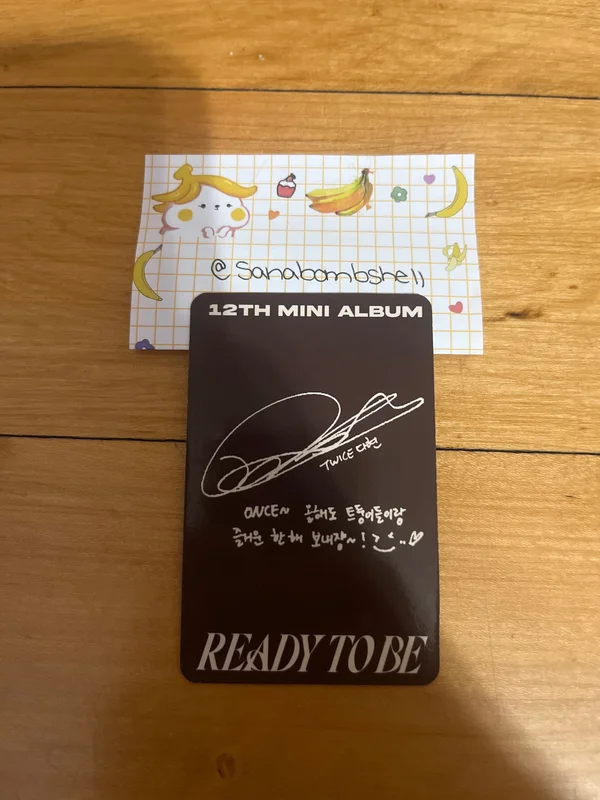 @sanabombshell
12TH MINI ALBUM
TWICE 다현
ONCE~ 올해도 트둥이들이랑
즐거운 한해 보내장~!
READY TO BE